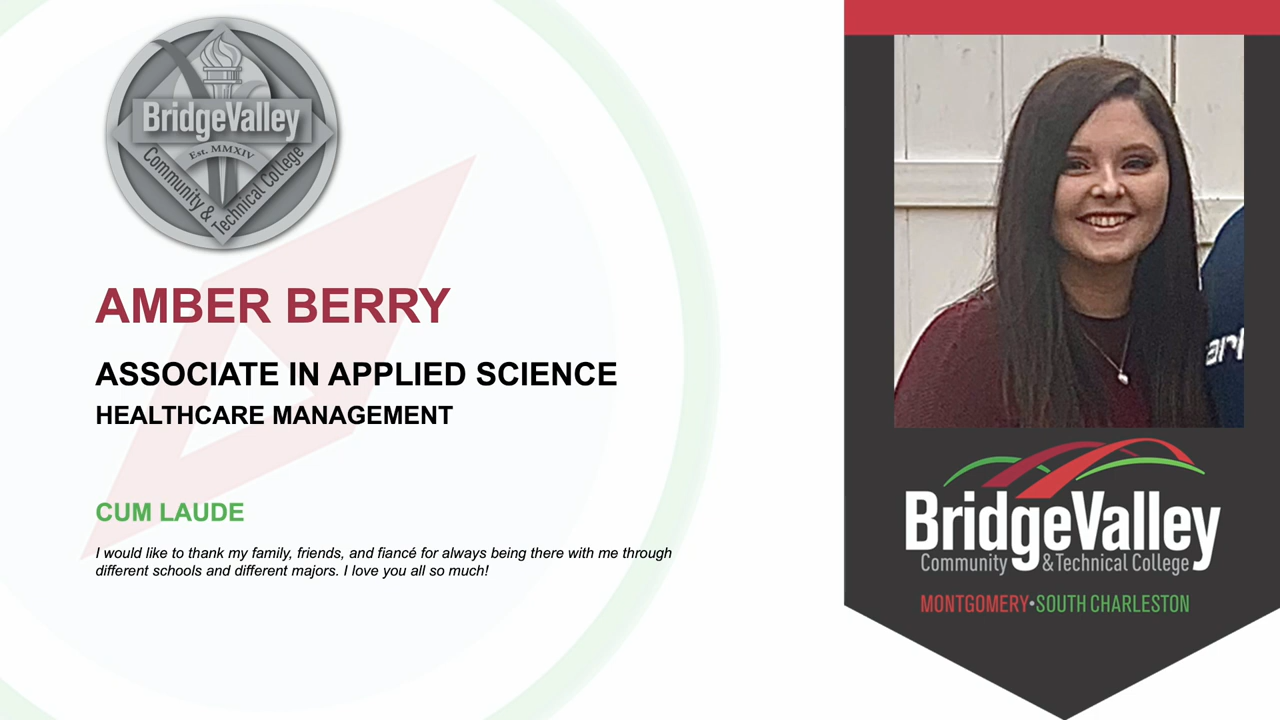 BridgeValley
Est. MMXIV
Community & Technical College
AMBER BERRY
ASSOCIATE IN APPLIED SCIENCE
HEALTHCARE MANAGEMENT
CUM LAUDE
I would like to thank my family, friends, and fiancé for always being there with me through
different schools and different majors. I love you all so much!
BridgeValley
Community & Technical College
MONTGOMERY•SOUTH CHARLESTON